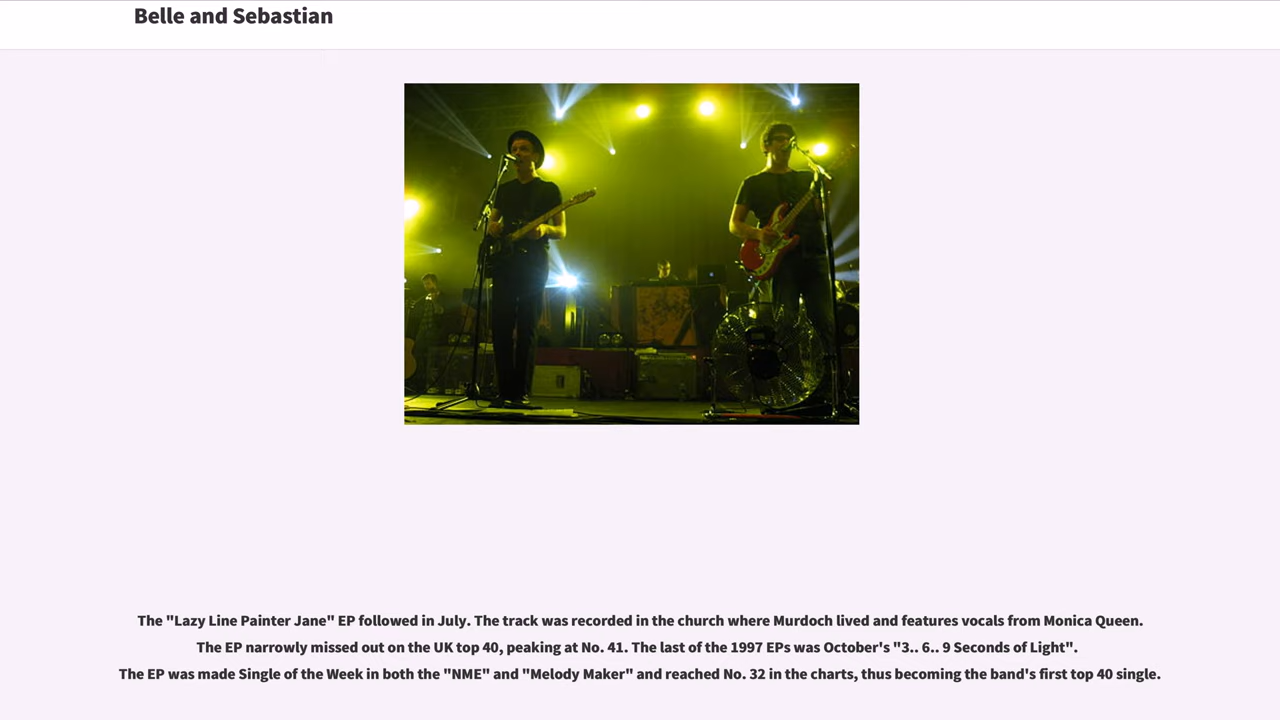 Belle and Sebastian
The "Lazy Line Painter Jane" EP followed in July. The track was recorded in the church where Murdoch lived and features vocals from Monica Queen.
The EP narrowly missed out on the UK top 40, peaking at No. 41. The last of the 1997 EPs was October's "3.. 6.. 9 Seconds of Light".
The EP was made Single of the Week in both the "NME" and "Melody Maker" and reached No. 32 in the charts, thus becoming the band's first top 40 single.